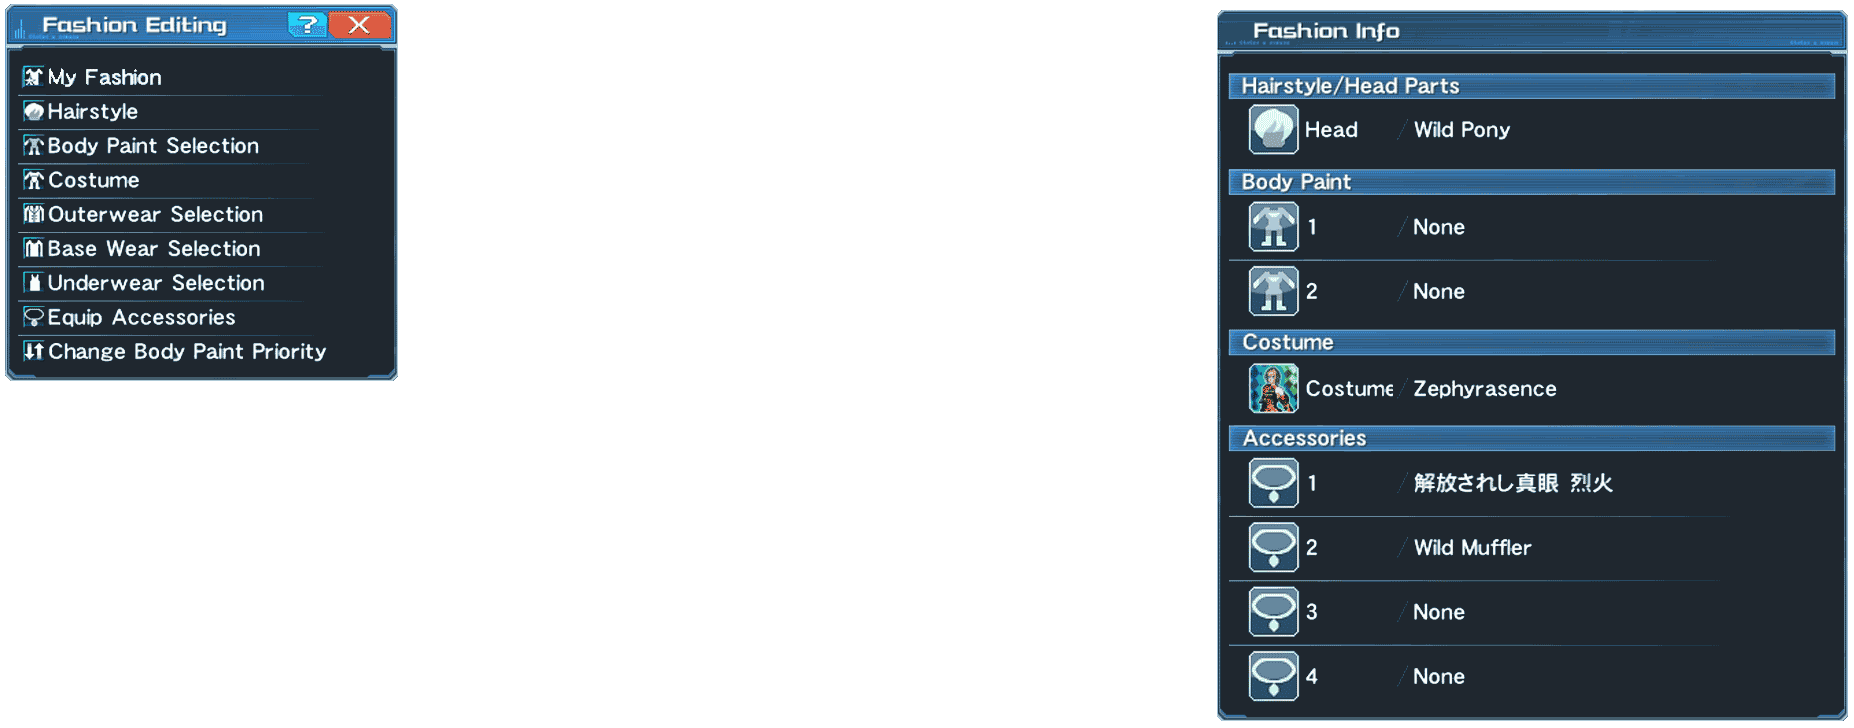 Fashion Editing ? X
My Fashion
Hairstyle
Body Paint Selection
Costume
Outerwear Selection
Base Wear Selection
Underwear Selection
Equip Accessories
Change Body Paint Priority
Fashion Info
Hairstyle/Head Parts
Head / Wild Pony
Body Paint
1 / None
2 / None
Costume
Costume / Zephyrasence
Accessories
1 / 解放されし真眼 烈火
2 / Wild Muffler
3 / None
4 / None